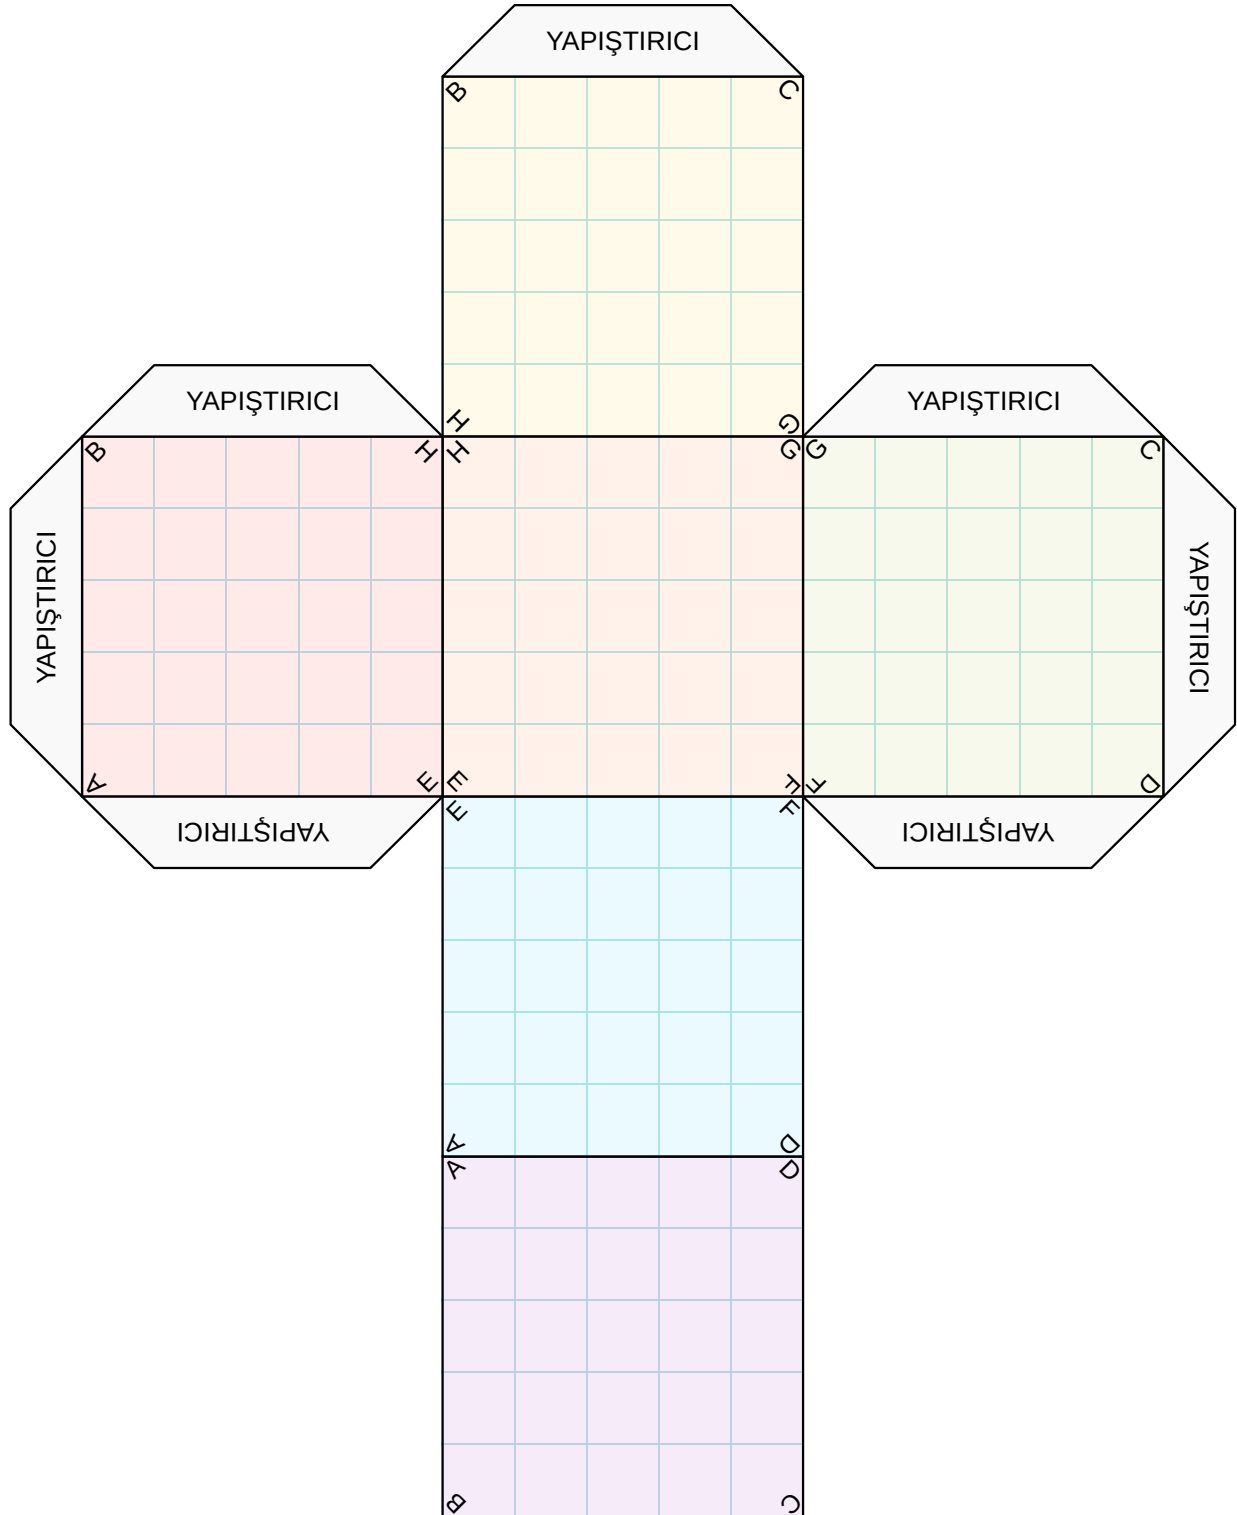 YAPIŞTIRICI
B C
H G
YAPIŞTIRICI YAPIŞTIRICI
B H H G G C
YAPIŞTIRICI YAPIŞTIRICI
A E E F F D
E F
YAPIŞTIRICI YAPIŞTIRICI
A D
A D
B C